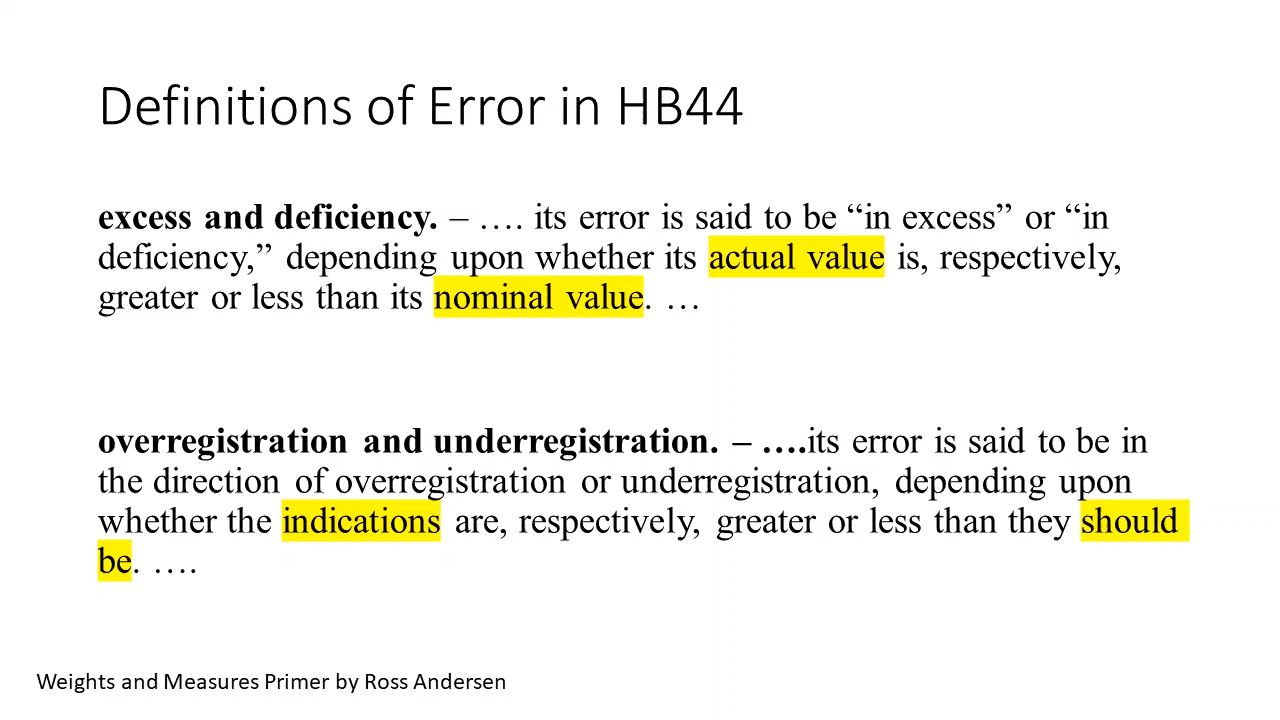 Definitions of Error in HB44
excess and deficiency. – …. its error is said to be “in excess” or “in
deficiency,” depending upon whether its actual value is, respectively,
greater or less than its nominal value. …
overregistration and underregistration. – ….its error is said to be in
the direction of overregistration or underregistration, depending upon
whether the indications are, respectively, greater or less than they should
be. ….
Weights and Measures Primer by Ross Andersen